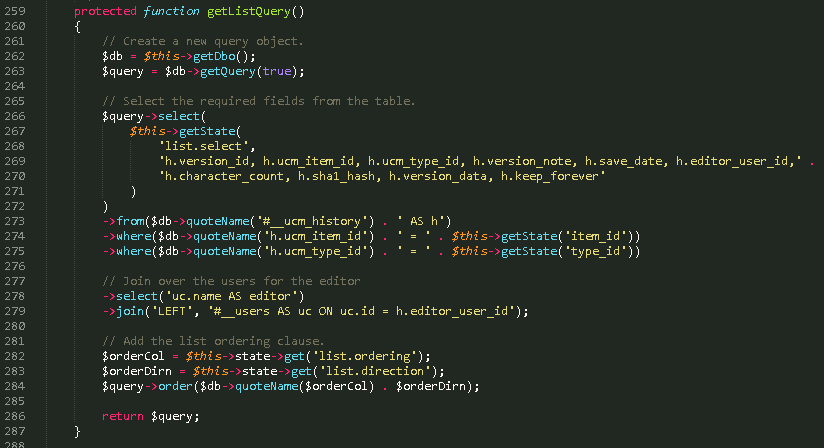 259 protected function getListQuery()
260 {
261 // Create a new query object.
262 $db = $this->getDbo();
263 $query = $db->getQuery(true);
264
265 // Select the required fields from the table.
266 $query->select(
267 $this->getState(
268 'list.select',
269 'h.version_id, h.ucm_item_id, h.ucm_type_id, h.version_note, h.save_date, h.editor_user_id,' .
270 'h.character_count, h.sha1_hash, h.version_data, h.keep_forever'
271 )
272 )
273 ->from($db->quoteName('#__ucm_history') . ' AS h')
274 ->where($db->quoteName('h.ucm_item_id') . ' = ' . $this->getState('item_id'))
275 ->where($db->quoteName('h.ucm_type_id') . ' = ' . $this->getState('type_id'))
276
277 // Join over the users for the editor
278 ->select('uc.name AS editor')
279 ->join('LEFT', '#__users AS uc ON uc.id = h.editor_user_id');
280
281 // Add the list ordering clause.
282 $orderCol = $this->state->get('list.ordering');
283 $orderDirn = $this->state->get('list.direction');
284 $query->order($db->quoteName($orderCol) . $orderDirn);
285
286 return $query;
287 }
288